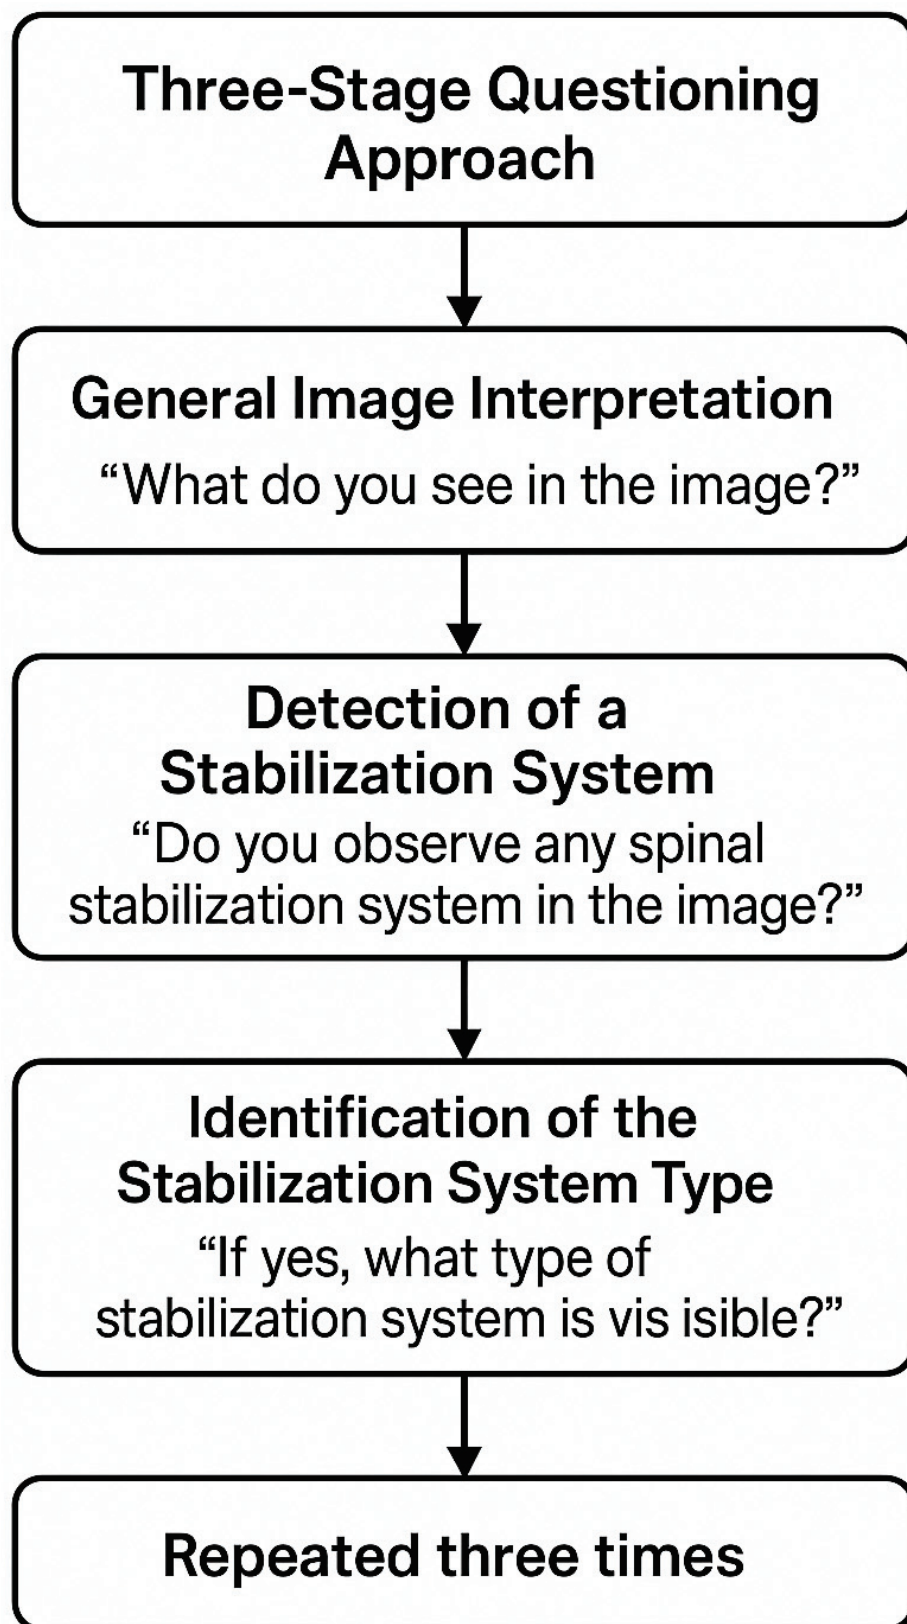 Three-Stage Questioning
Approach
General Image Interpretation
“What do you see in the image?”
Detection of a
Stabilization System
“Do you observe any spinal
stabilization system in the image?”
Identification of the
Stabilization System Type
“If yes, what type of
stabilization system is vis isible?”
Repeated three times